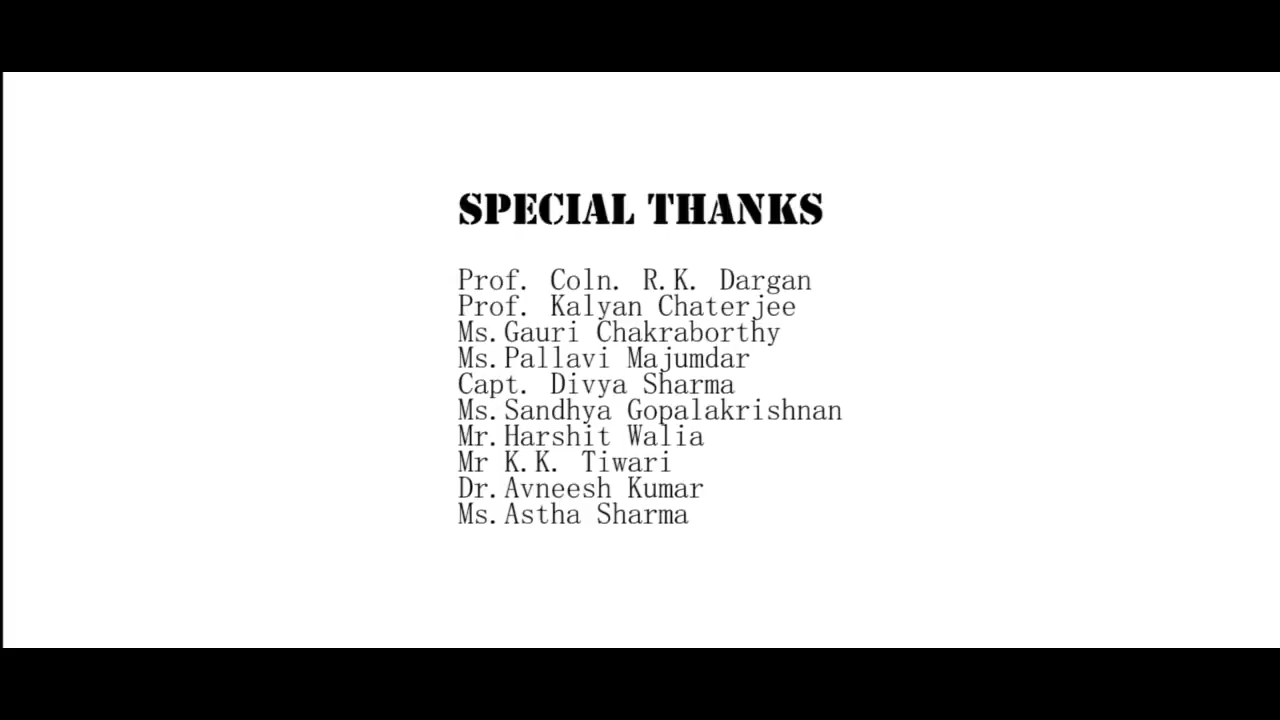 SPECIAL THANKS
Prof. Coln. R.K. Dargan
Prof. Kalyan Chaterjee
Ms.Gauri Chakraborthy
Ms.Pallavi Majumdar
Capt. Divya Sharma
Ms.Sandhya Gopalakrishnan
Mr.Harshit Walia
Mr K.K. Tiwari
Dr.Avneesh Kumar
Ms.Astha Sharma